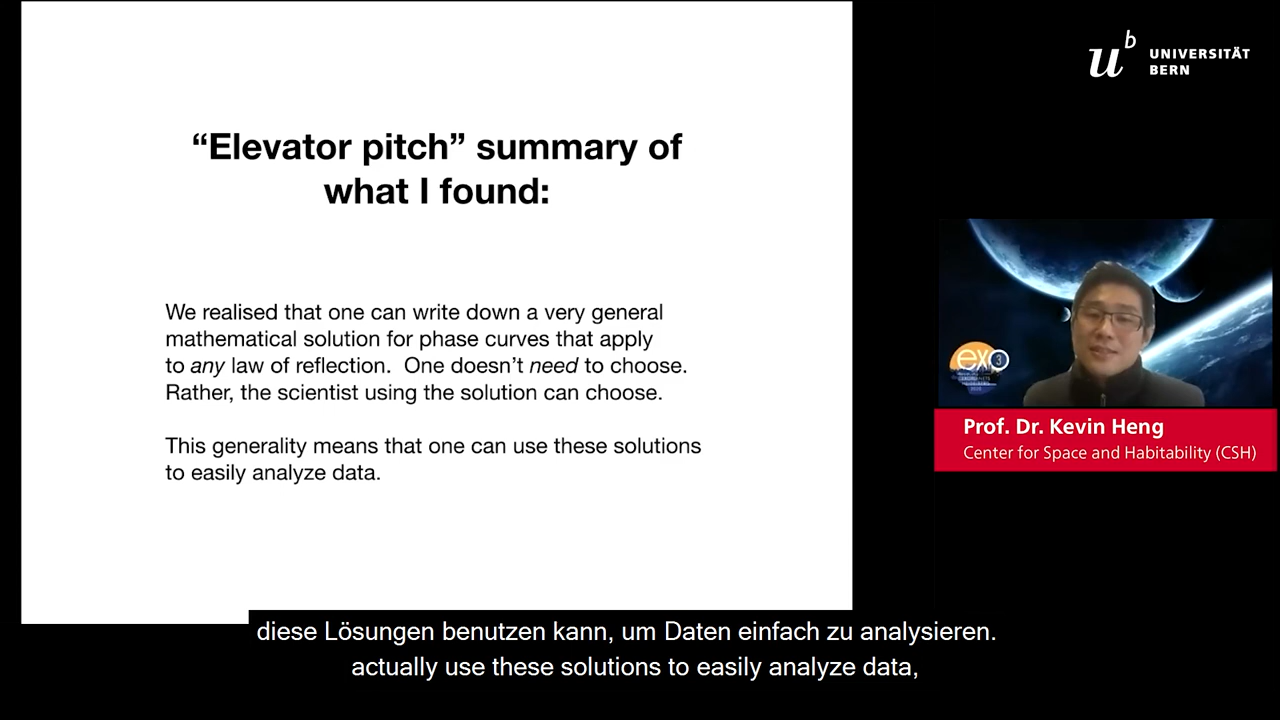 “Elevator pitch” summary of
what I found:
We realised that one can write down a very general
mathematical solution for phase curves that apply
to any law of reflection.  One doesn’t need to choose.
Rather, the scientist using the solution can choose.
This generality means that one can use these solutions
to easily analyze data.
u b
UNIVERSITÄT
BERN
exo 3
Prof. Dr. Kevin Heng
Center for Space and Habitability (CSH)
diese Lösungen benutzen kann, um Daten einfach zu analysieren.
actually use these solutions to easily analyze data,